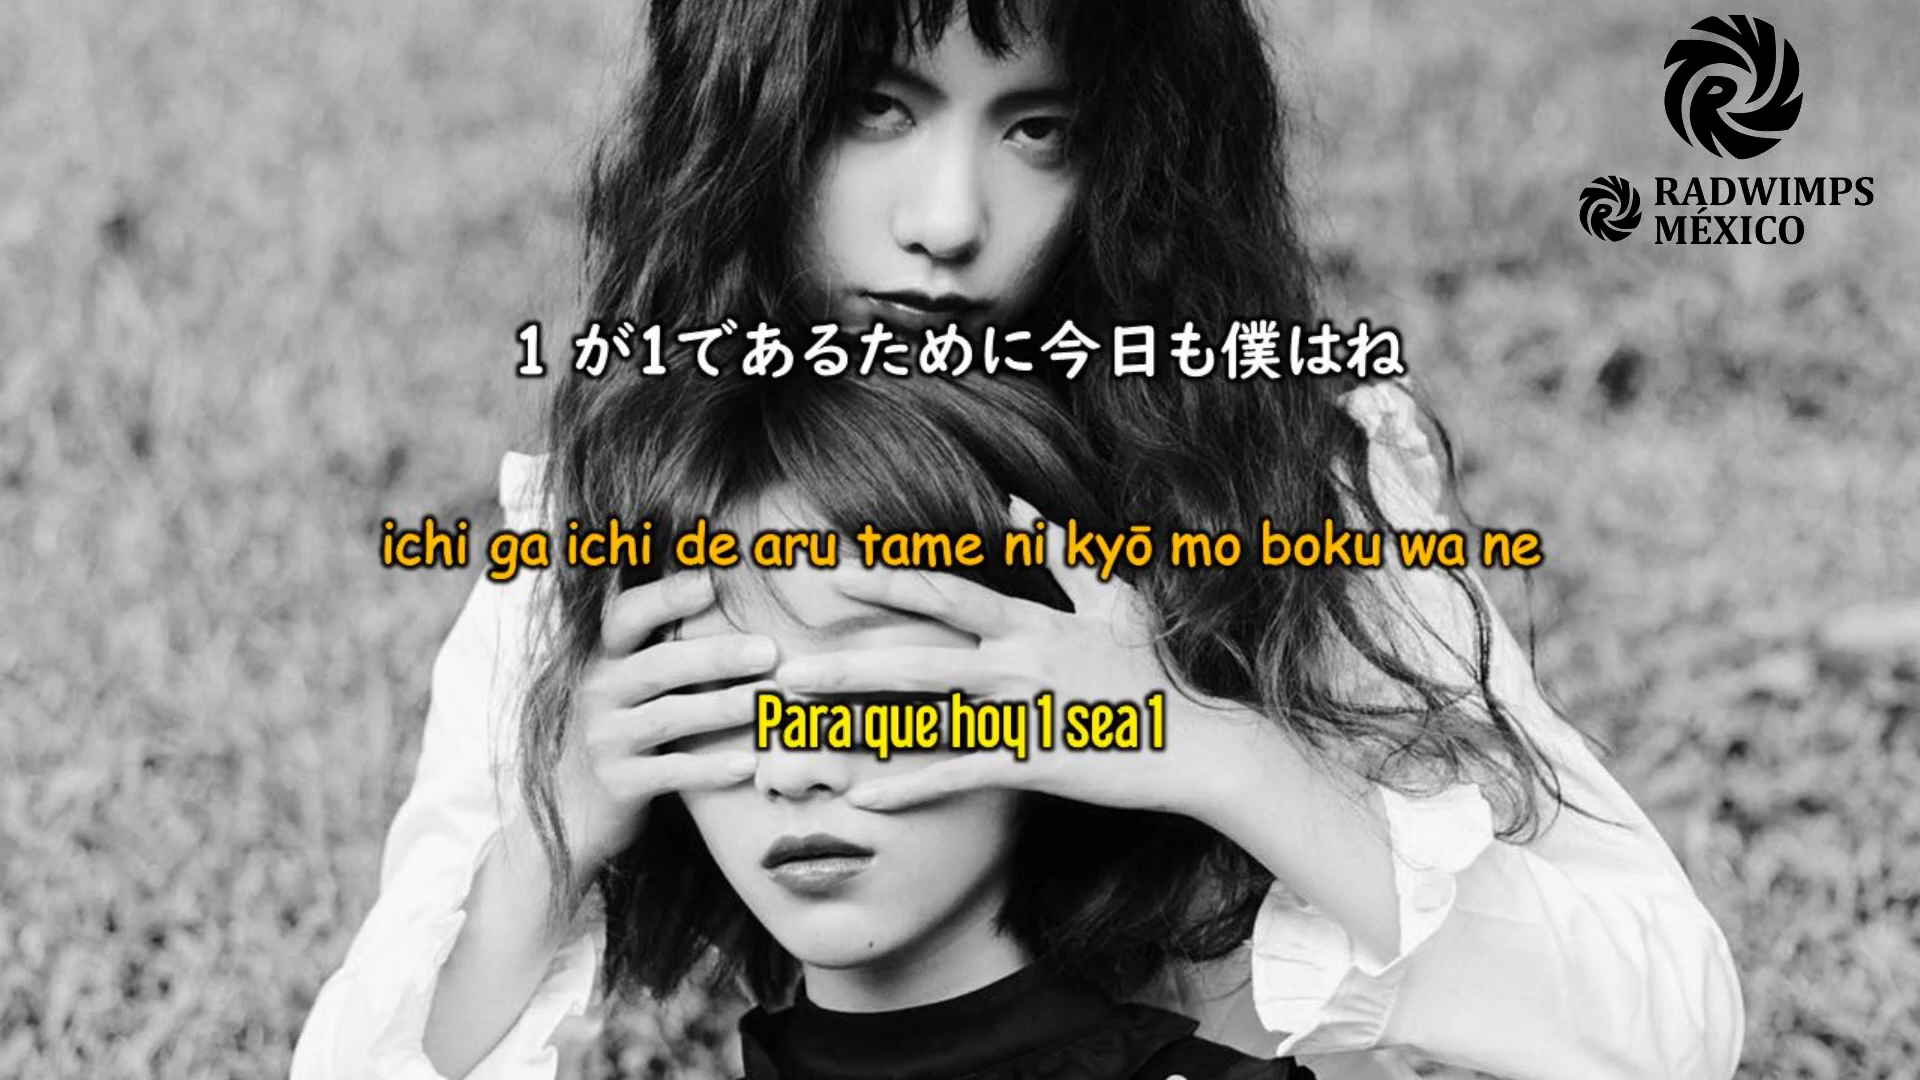 RADWIMPS
MÉXICO
1 が1であるために今日も僕はね
ichi ga ichi de aru tame ni kyō mo boku wa ne
Para que hoy 1 sea 1